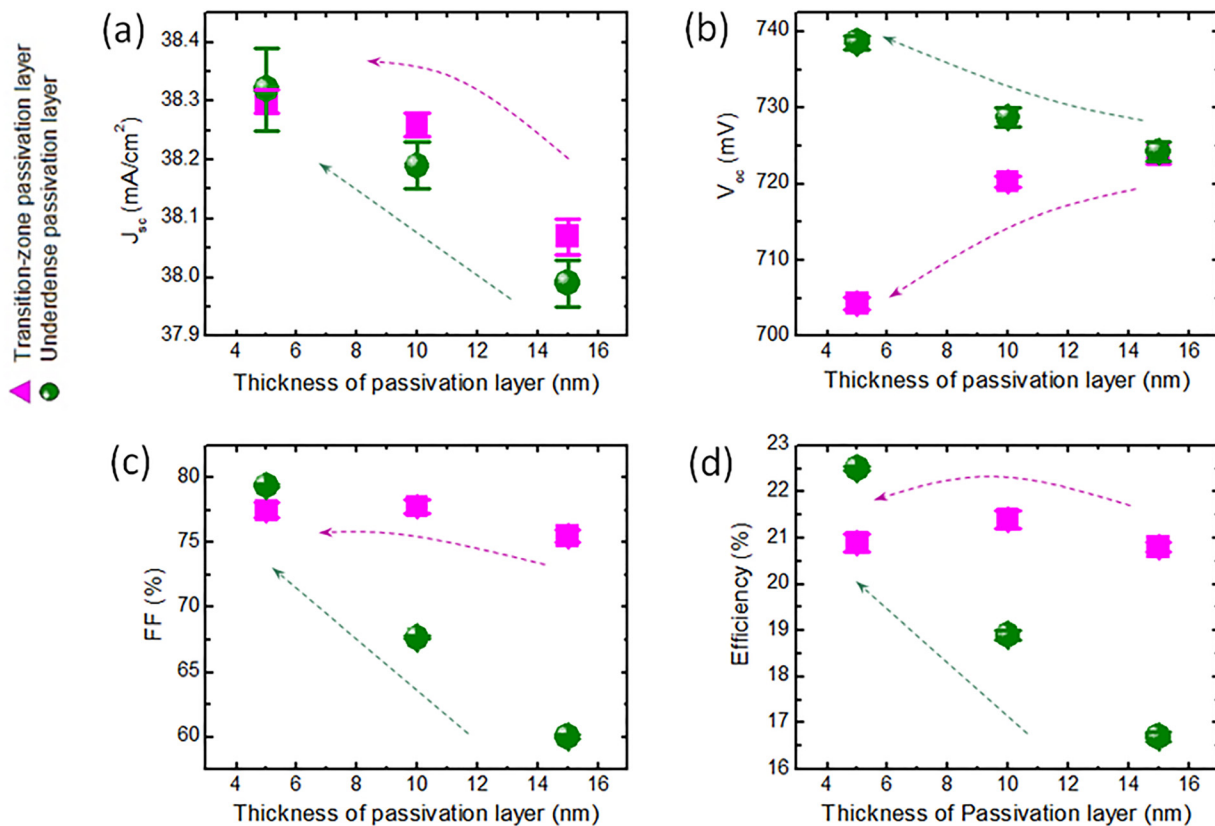 Transition-zone passivation layer
Underdense passivation layer
(a)
38.4
38.3
38.2
38.1
38.0
37.9
J_sc (mA/cm²)
4 6 8 10 12 14 16
Thickness of passivation layer (nm)
(b)
740
730
720
710
700
V_oc (mV)
4 6 8 10 12 14 16
Thickness of passivation layer (nm)
(c)
80
75
70
65
60
FF (%)
4 6 8 10 12 14 16
Thickness of passivation layer (nm)
(d)
23
22
21
20
19
18
17
16
Efficiency (%)
4 6 8 10 12 14 16
Thickness of Passivation layer (nm)